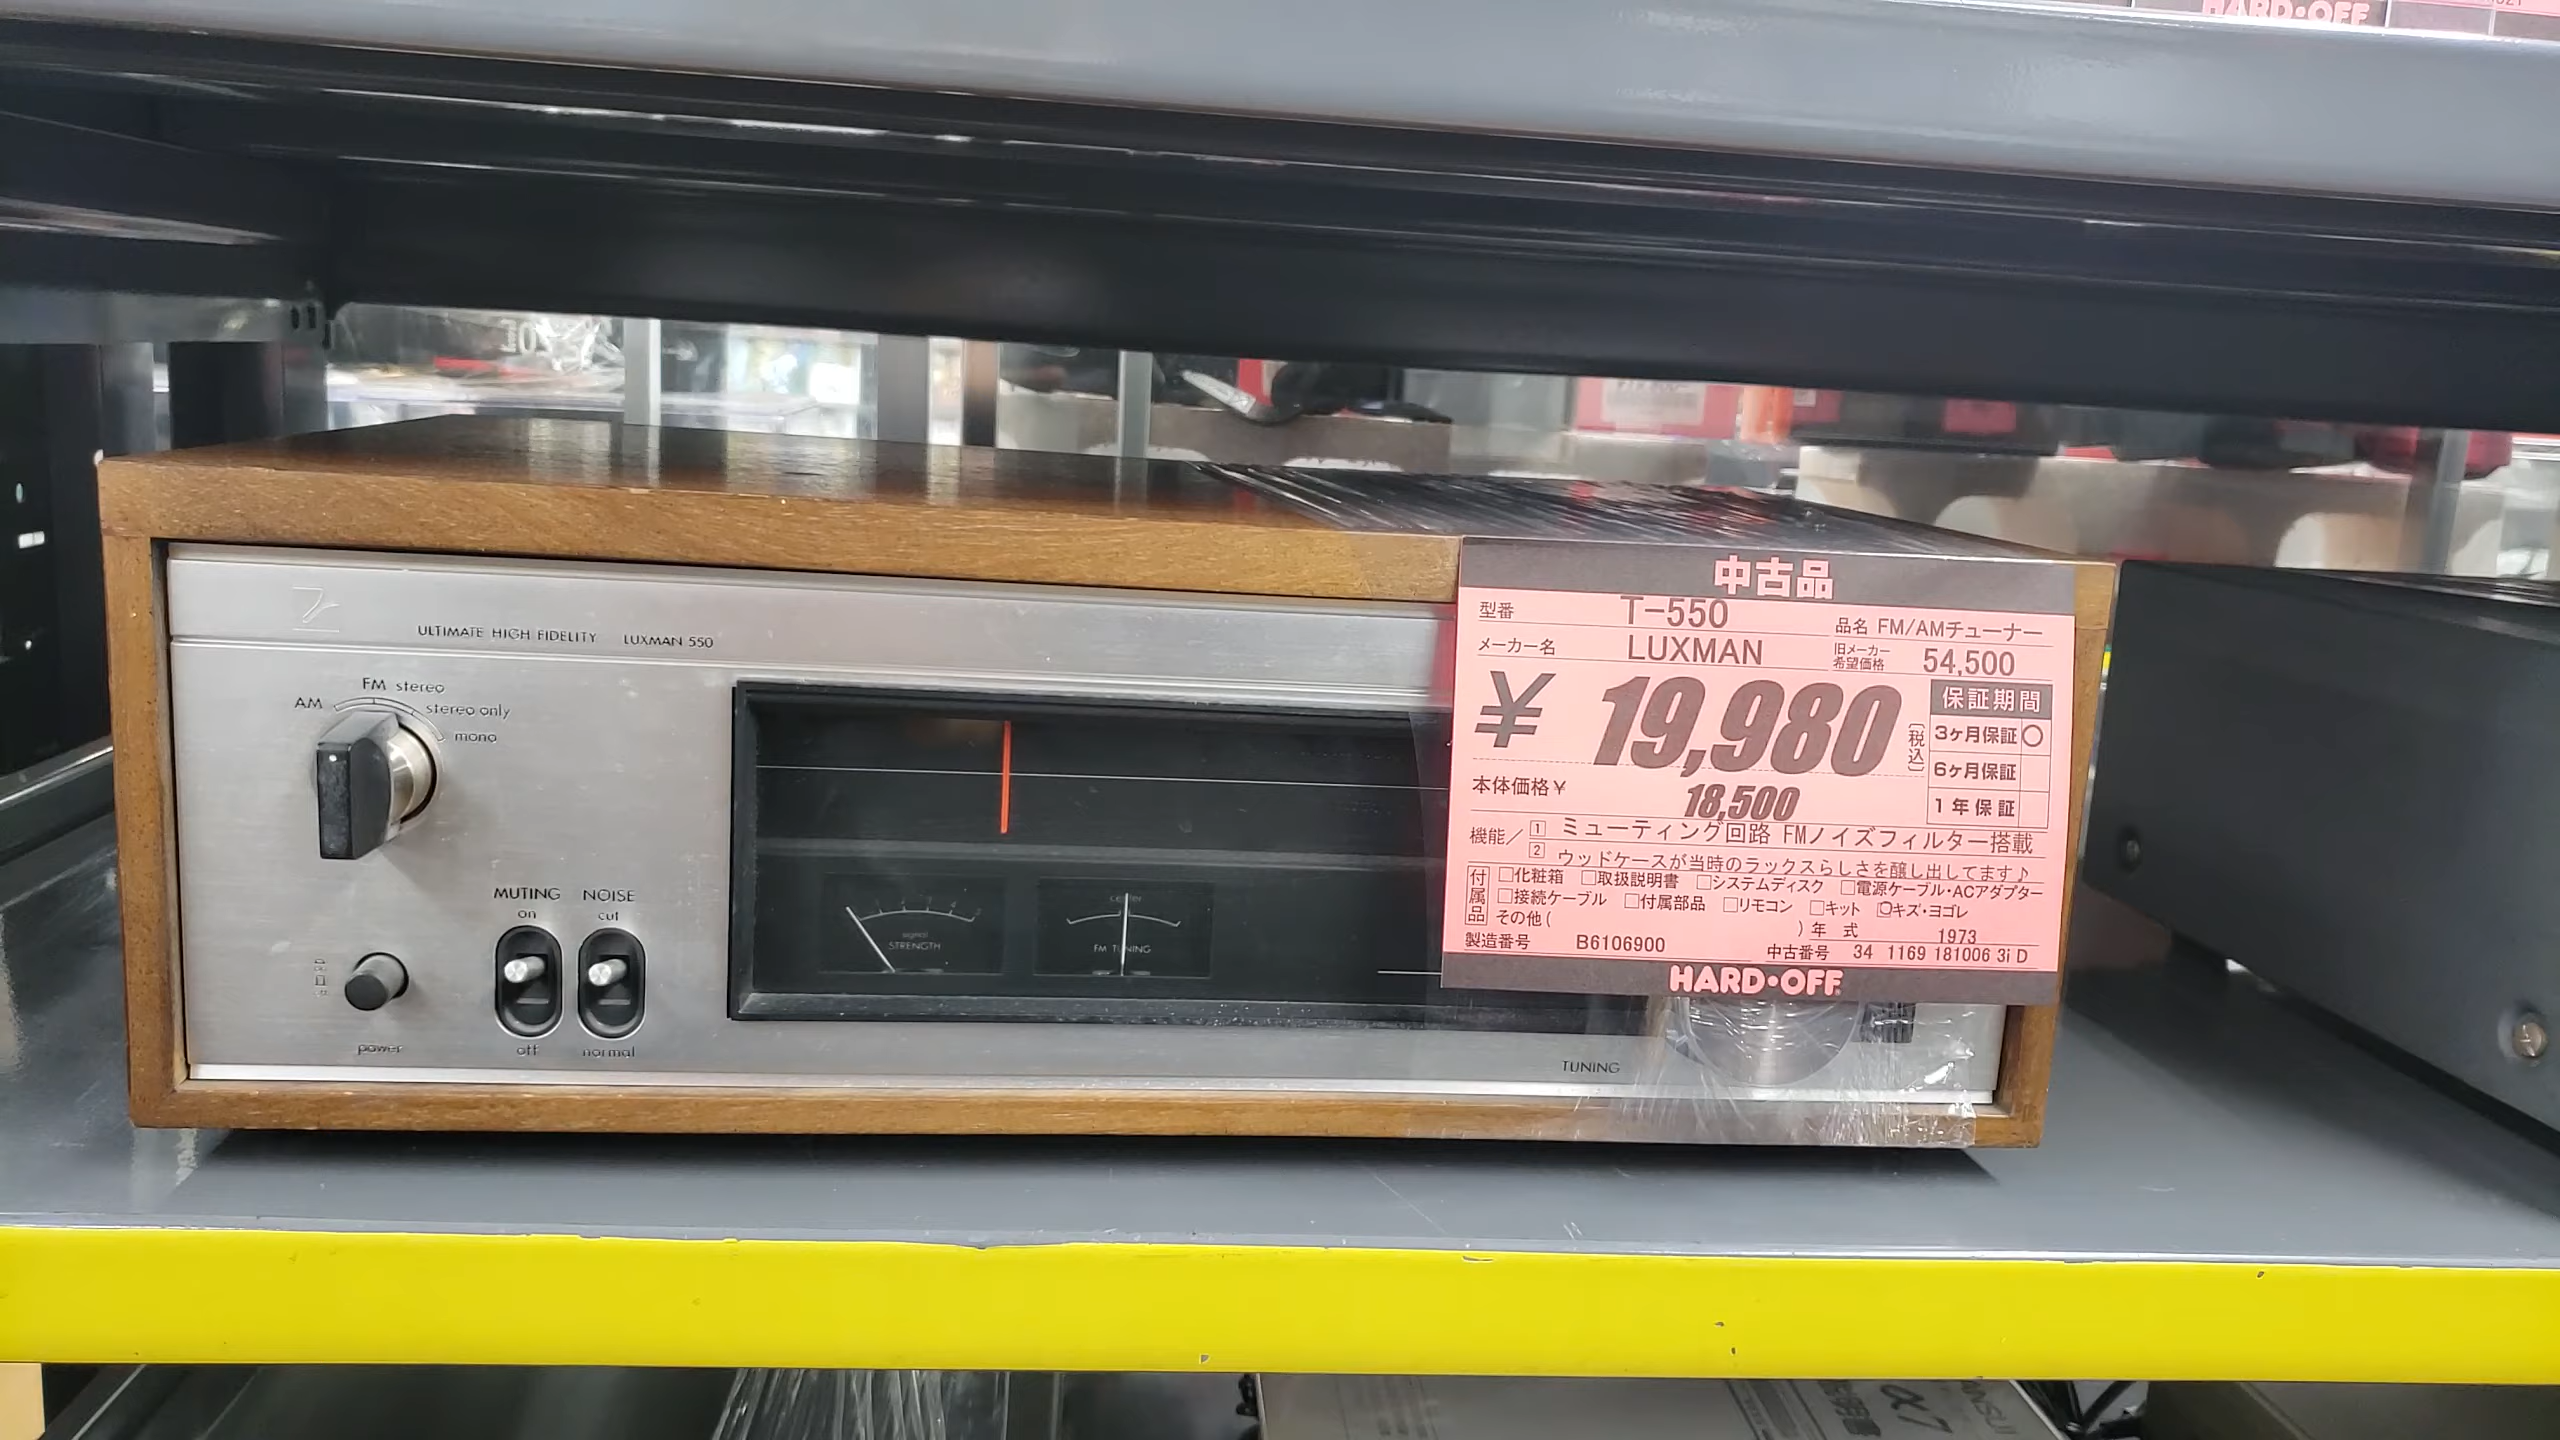 HARD・OFF
ULTIMATE HIGH FIDELITY LUXMAN 550
FM stereo
AM
stereo only
mono
MUTING NOISE
on cut
off normal
power
signal
STRENGTH
center
FM TUNING
TUNING
中古品
型番 T-550 品名 FM/AMチューナー
メーカー名 LUXMAN 旧メーカー希望価格 54,500
¥ 19,980 〔税込〕
本体価格¥ 18,500
保証期間
3ヶ月保証 ○
6ヶ月保証
1年保証
機能／ 1 ミューティング回路 FMノイズフィルター搭載
2 ウッドケースが当時のラックスらしさを醸し出してます♪
付属品 □化粧箱 □取扱説明書 □システムディスク □電源ケーブル・ACアダプター
□接続ケーブル □付属部品 □リモコン □キット □キズ・ヨゴレ
その他( ) 年式 1973
製造番号 B6106900 中古番号 34 1169 181006 3i D
HARD・OFF
α7